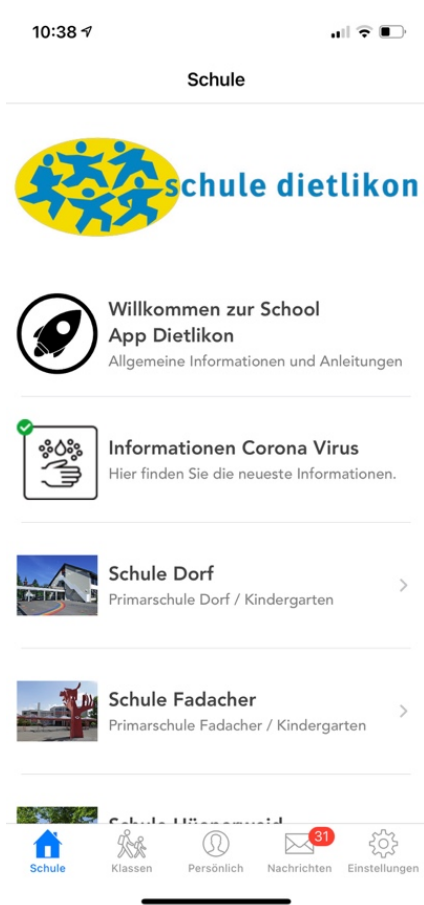 10:38
Schule
schule dietlikon
Willkommen zur School
App Dietlikon
Allgemeine Informationen und Anleitungen
Informationen Corona Virus
Hier finden Sie die neueste Informationen.
Schule Dorf
Primarschule Dorf / Kindergarten
Schule Fadacher
Primarschule Fadacher / Kindergarten
Schule
31
Schule
Klassen
Persönlich
Nachrichten
Einstellungen